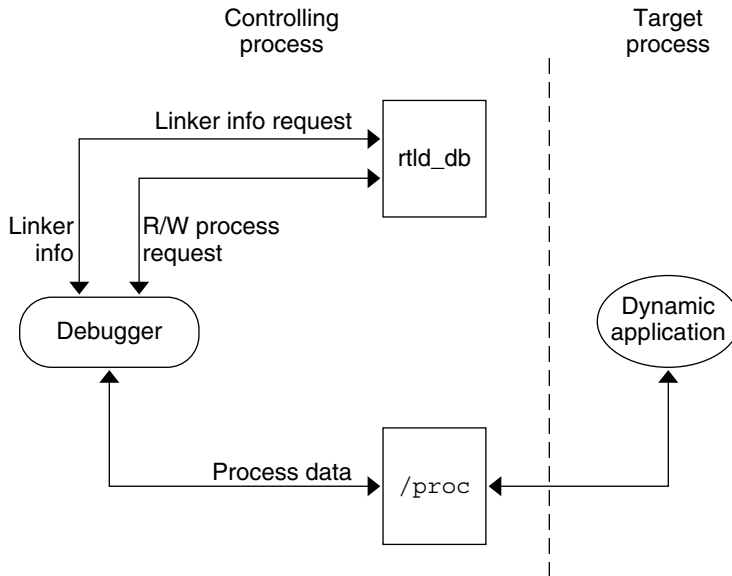 Controlling
process
Target
process
Linker info request
rtld_db
Linker
info
R/W process
request
Debugger
Dynamic
application
Process data
/proc